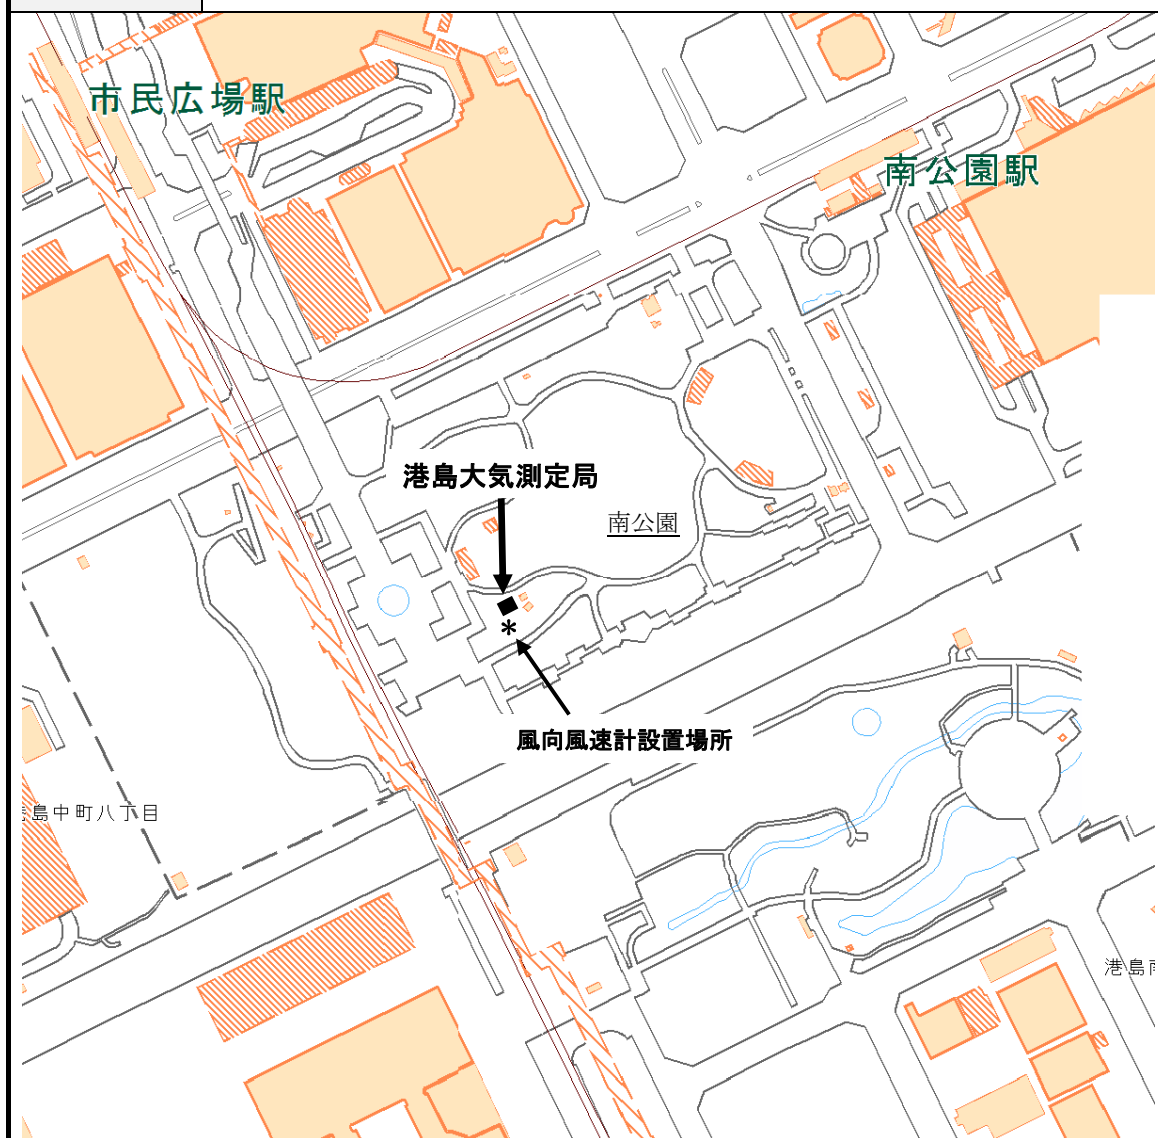 市民広場駅
南公園駅
港島大気測定局
南公園
*
風向風速計設置場所
島中町八丁目
港島